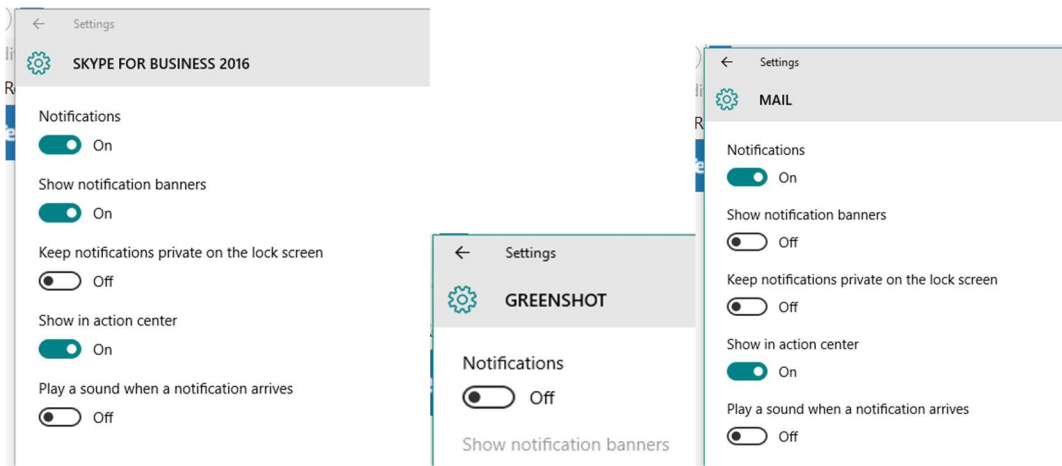 Settings
SKYPE FOR BUSINESS 2016
Notifications
On
Show notification banners
On
Keep notifications private on the lock screen
Off
Show in action center
On
Play a sound when a notification arrives
Off
Settings
GREENSHOT
Notifications
Off
Show notification banners
Settings
MAIL
Notifications
On
Show notification banners
Off
Keep notifications private on the lock screen
Off
Show in action center
On
Play a sound when a notification arrives
Off